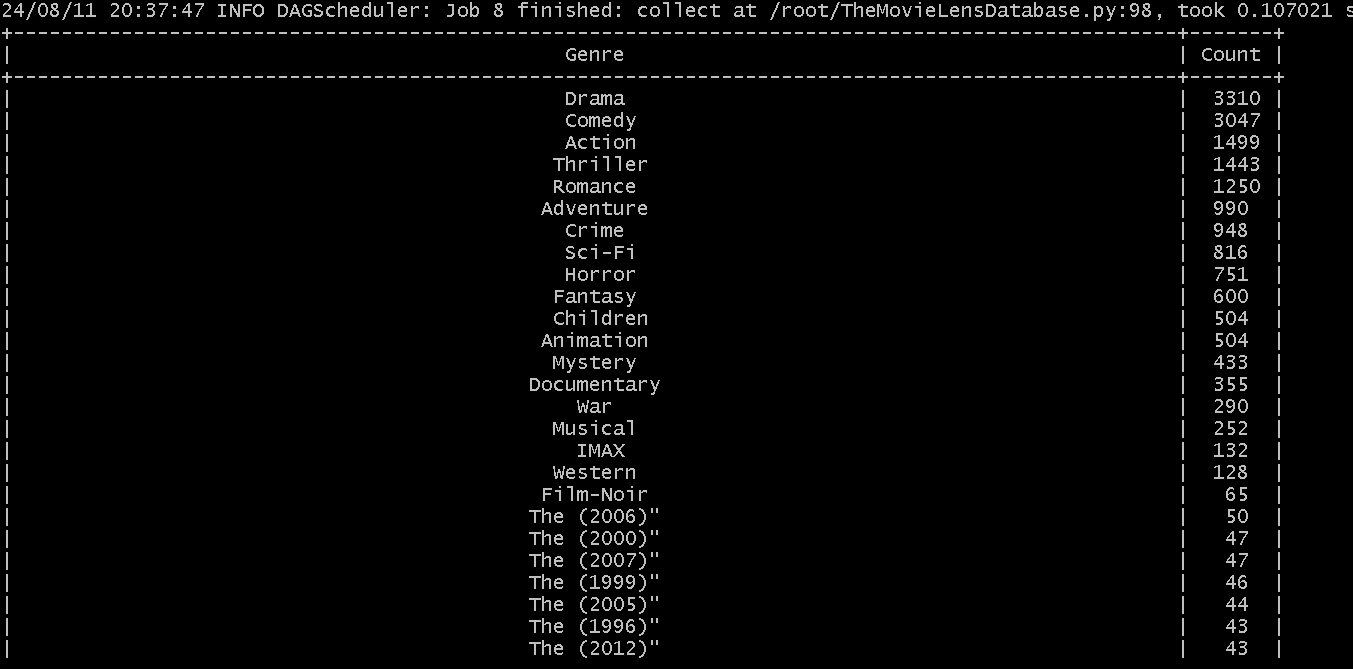 24/08/11 20:37:47 INFO DAGScheduler: Job 8 finished: collect at /root/TheMovieLensDatabase.py:98, took 0.107021 s
Genre | Count
Drama | 3310
Comedy | 3047
Action | 1499
Thriller | 1443
Romance | 1250
Adventure | 990
Crime | 948
Sci-Fi | 816
Horror | 751
Fantasy | 600
Children | 504
Animation | 504
Mystery | 433
Documentary | 355
War | 290
Musical | 252
IMAX | 132
Western | 128
Film-Noir | 65
The (2006)" | 50
The (2000)" | 47
The (2007)" | 47
The (1999)" | 46
The (2005)" | 44
The (1996)" | 43
The (2012)" | 43